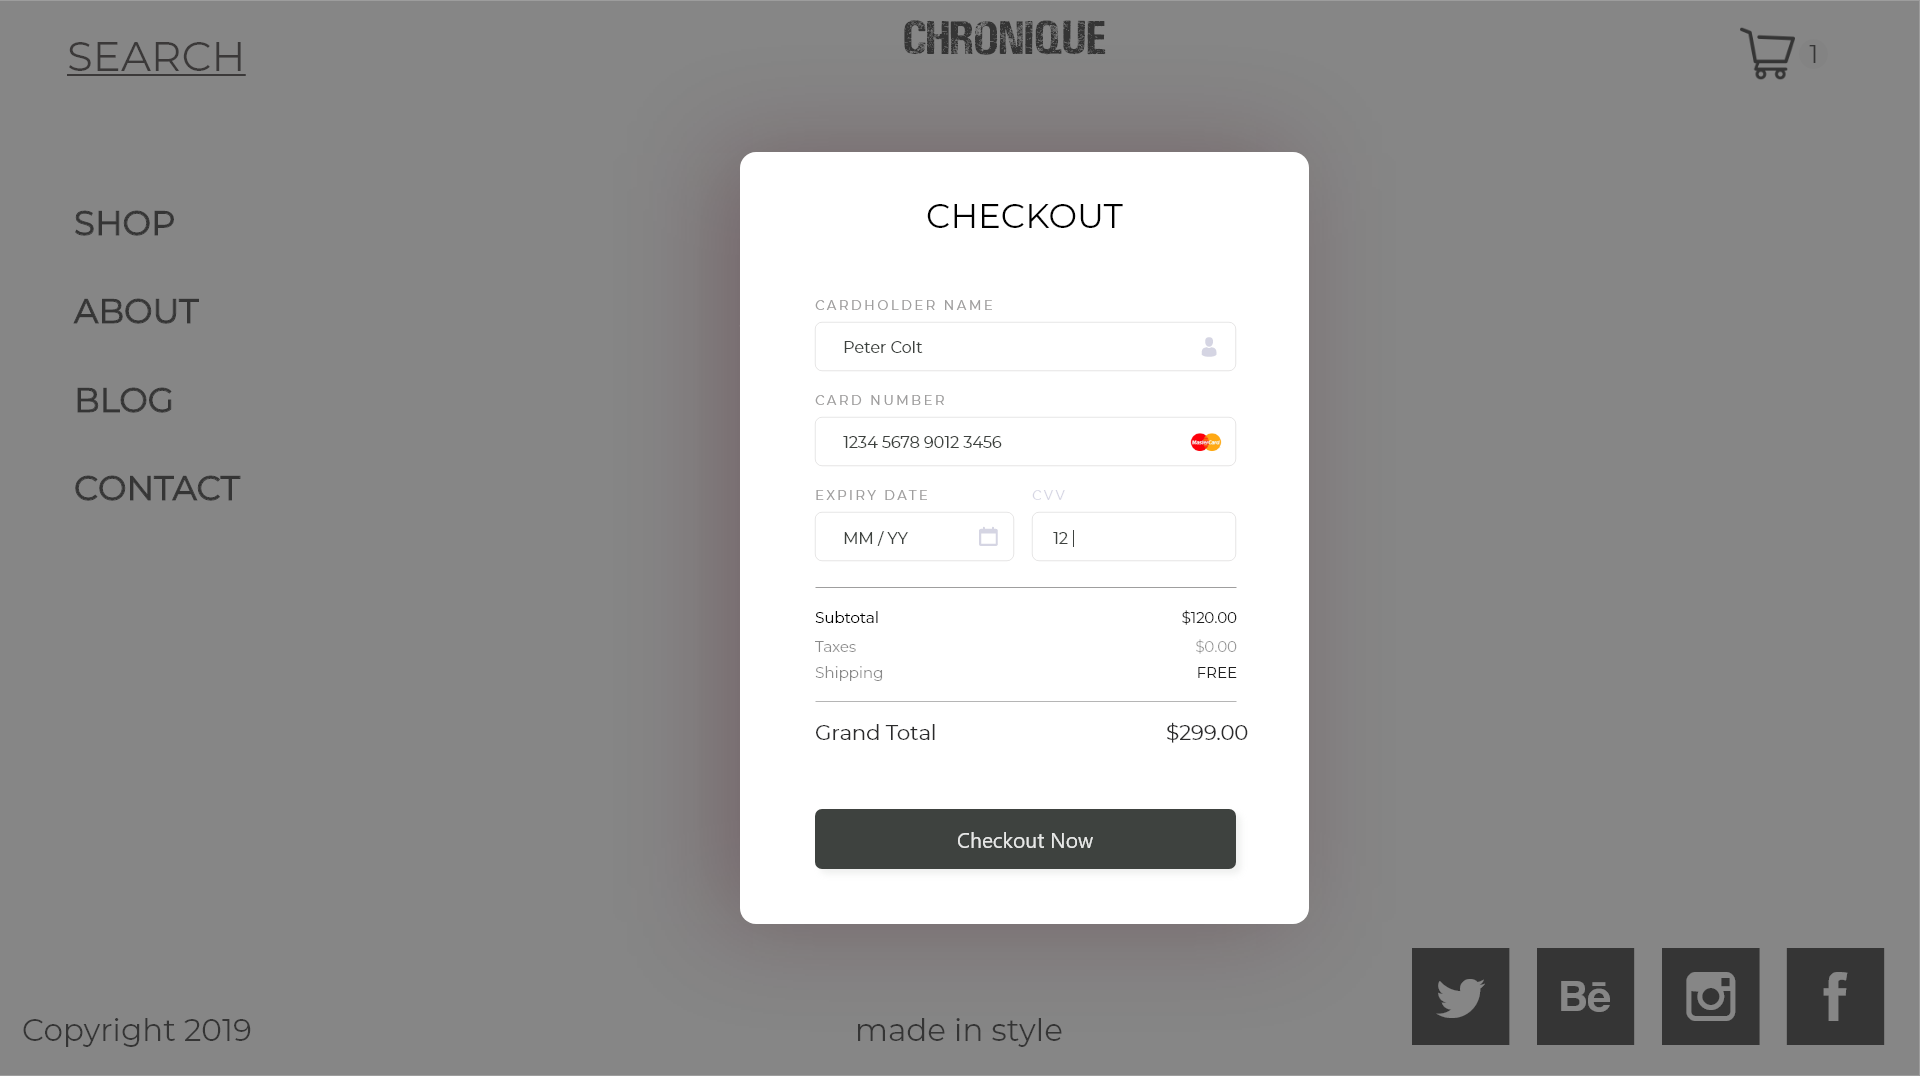 SEARCH
CHRONIQUE
1
SHOP
ABOUT
BLOG
CONTACT
CHECKOUT
CARDHOLDER NAME
Peter Colt
CARD NUMBER
1234 5678 9012 3456
MasterCard
EXPIRY DATE CVV
MM / YY 12
Subtotal $120.00
Taxes $0.00
Shipping FREE
Grand Total $299.00
Checkout Now
Bē
Copyright 2019
made in style